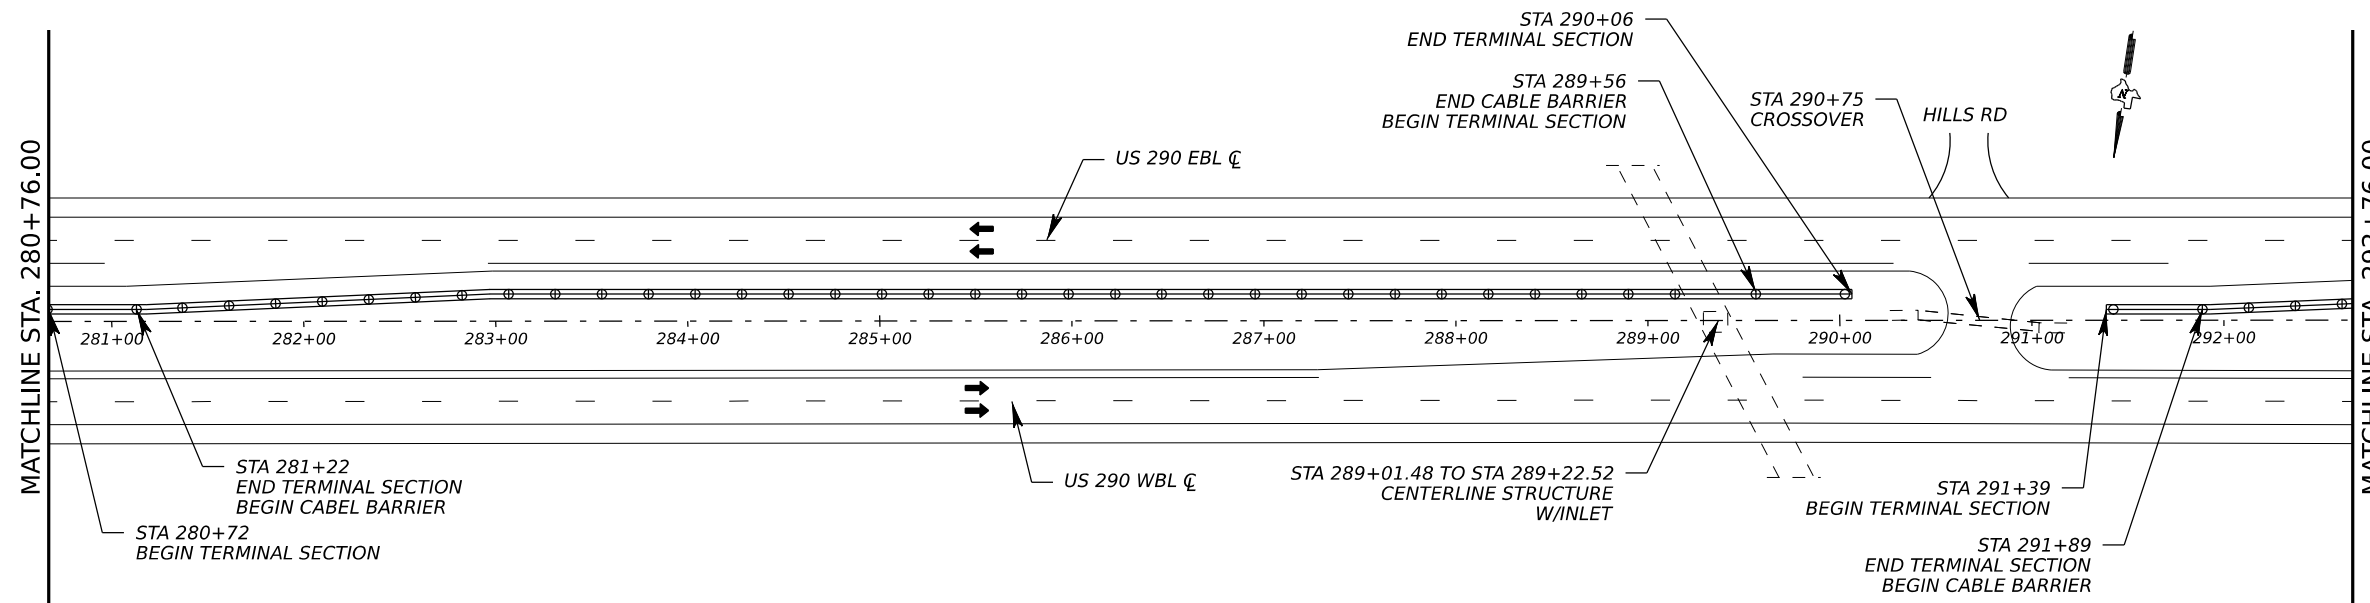 STA 290+06
END TERMINAL SECTION
STA 289+56
END CABLE BARRIER
BEGIN TERMINAL SECTION
STA 290+75
CROSSOVER
HILLS RD
N
US 290 EBL ℄
MATCHLINE STA. 280+76.00
281+00 282+00 283+00 284+00 285+00 286+00 287+00 288+00 289+00 290+00 291+00 292+00
STA 281+22
END TERMINAL SECTION
BEGIN CABEL BARRIER
STA 280+72
BEGIN TERMINAL SECTION
US 290 WBL ℄
STA 289+01.48 TO STA 289+22.52
CENTERLINE STRUCTURE
W/INLET
STA 291+39
BEGIN TERMINAL SECTION
STA 291+89
END TERMINAL SECTION
BEGIN CABLE BARRIER
MATCHLINE STA.